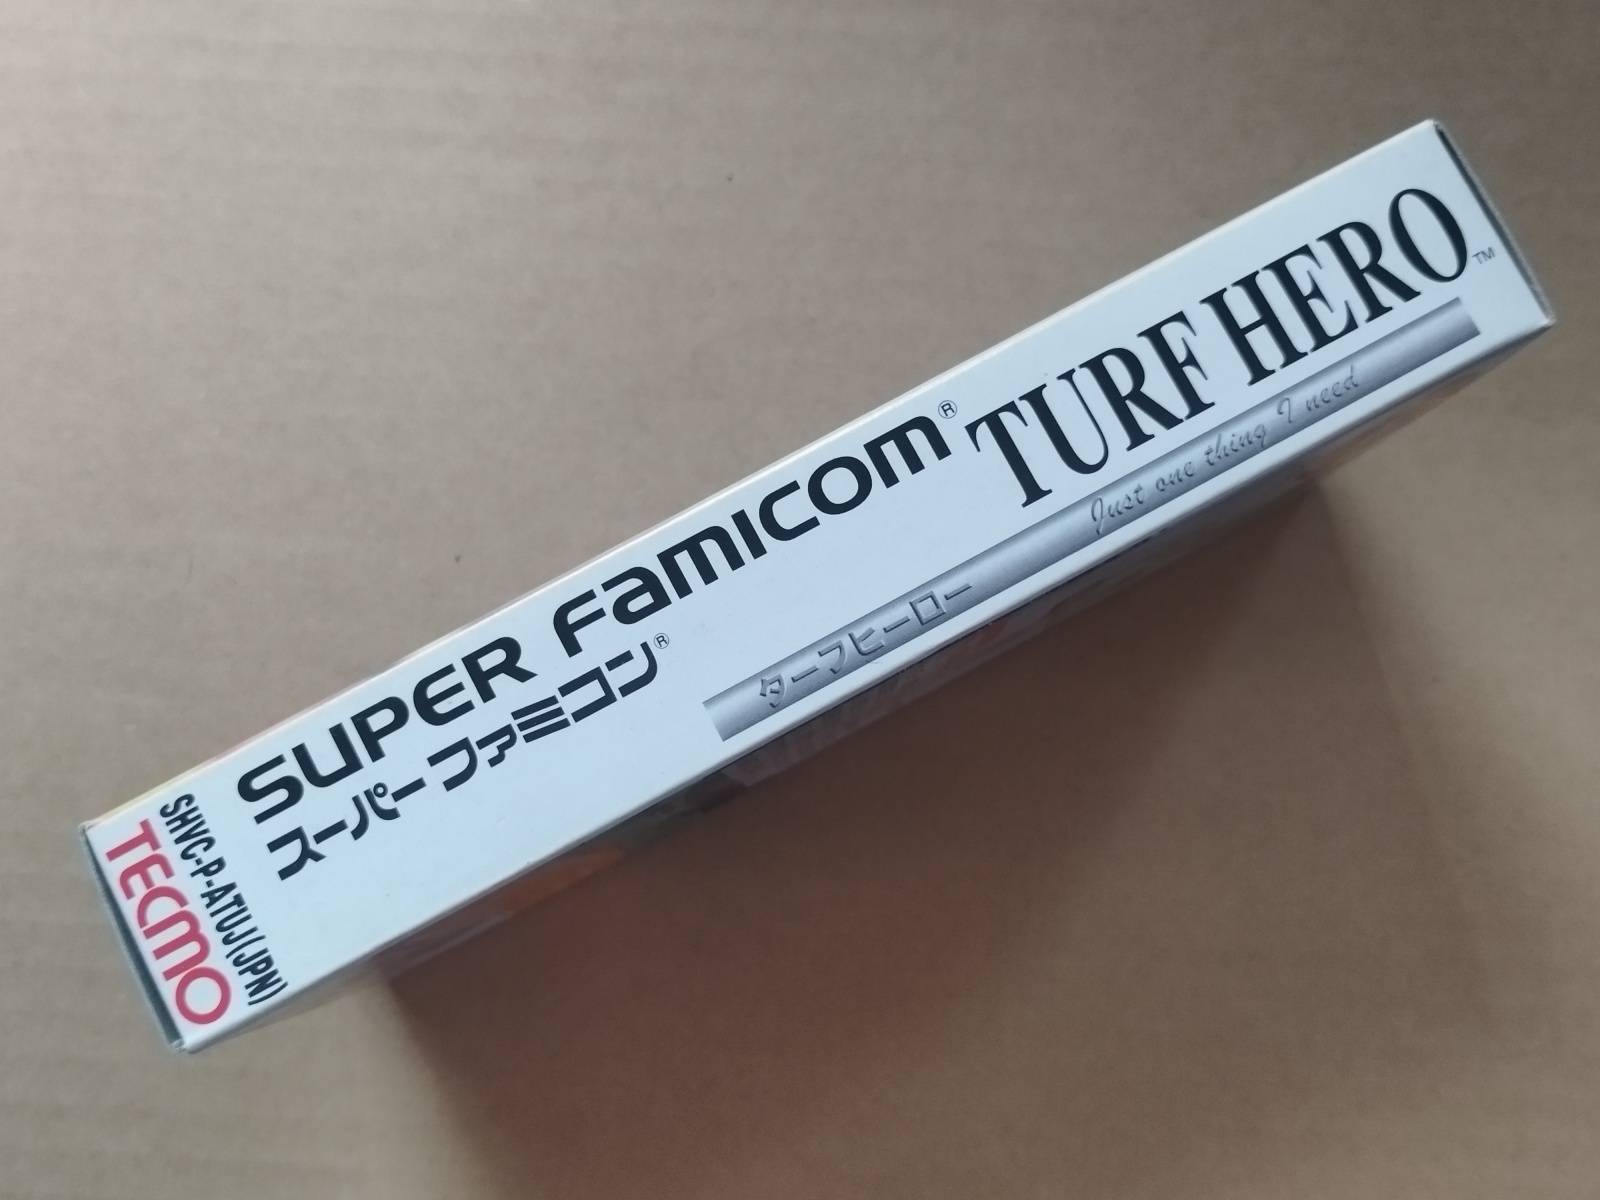 SUPER FAMICOM®
スーパーファミコン®
TURF HERO™
ターフヒーロー Just one thing I need
SHVC-P-ATUJ(JPN)
TECMO